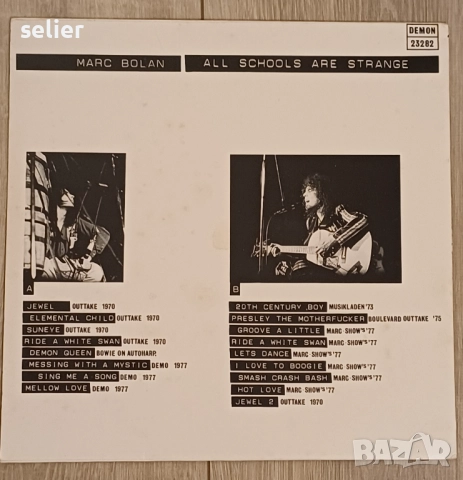 selier
DEMON
23282
MARC BOLAN ALL SCHOOLS ARE STRANGE
A
JEWEL OUTTAKE 1970
ELEMENTAL CHILD OUTTAKE 1970
SUNEYE OUTTAKE 1970
RIDE A WHITE SWAN OUTTAKE 1970
DEMON QUEEN BOWIE ON AUTOHARP.
MESSING WITH A MYSTIC DEMO 1977
SING ME A SONG DEMO 1977
MELLOW LOVE DEMO 1977
B
20TH CENTURY BOY MUSIKLADEN '73
PRESLEY THE MOTHERFUCKER BOULEVARD OUTTAKE '75
GROOVE A LITTLE MARC-SHOW'S '77
RIDE A WHITE SWAN MARC-SHOW'S '77
LETS DANCE MARC-SHOW'S '77
I LOVE TO BOOGIE MARC-SHOW'S '77
SMASH CRASH BASH MARC-SHOW'S '77
HOT LOVE MARC-SHOW'S '77
JEWEL 2 OUTTAKE 1970
BAZAR
bazar.bg